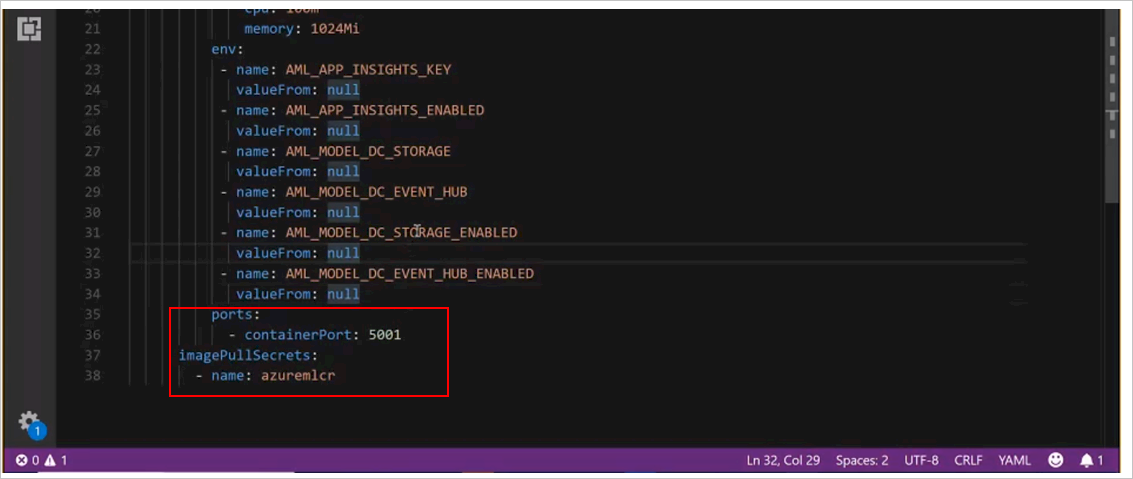 20 cpu: 100m
21 memory: 1024Mi
22 env:
23 - name: AML_APP_INSIGHTS_KEY
24 valueFrom: null
25 - name: AML_APP_INSIGHTS_ENABLED
26 valueFrom: null
27 - name: AML_MODEL_DC_STORAGE
28 valueFrom: null
29 - name: AML_MODEL_DC_EVENT_HUB
30 valueFrom: null
31 - name: AML_MODEL_DC_STORAGE_ENABLED
32 valueFrom: null
33 - name: AML_MODEL_DC_EVENT_HUB_ENABLED
34 valueFrom: null
35 ports:
36 - containerPort: 5001
37 imagePullSecrets:
38 - name: azuremlcr
1
0 1 Ln 32, Col 29 Spaces: 2 UTF-8 CRLF YAML 1